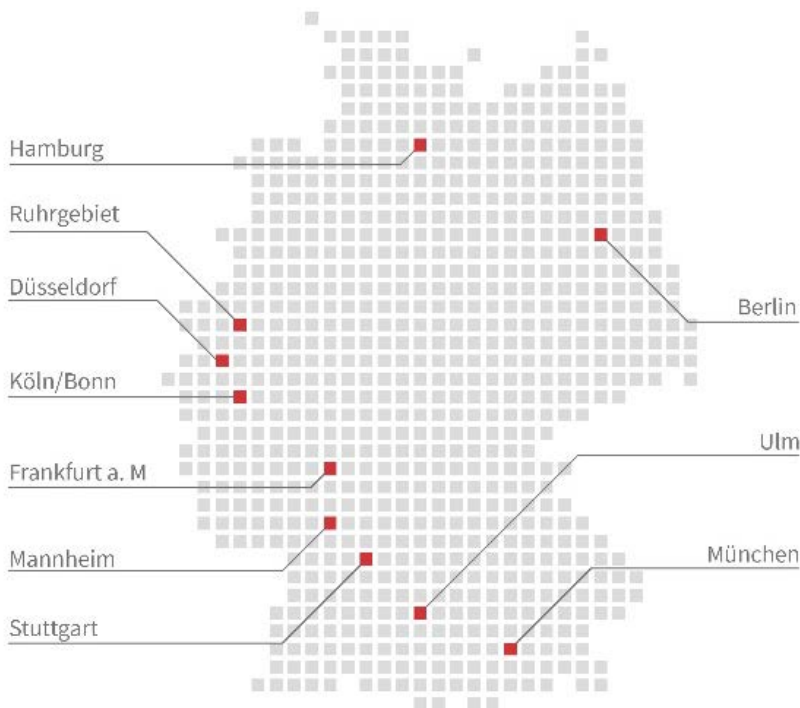 Hamburg
Ruhrgebiet
Düsseldorf
Berlin
Köln/Bonn
Ulm
Frankfurt a. M
Mannheim
München
Stuttgart